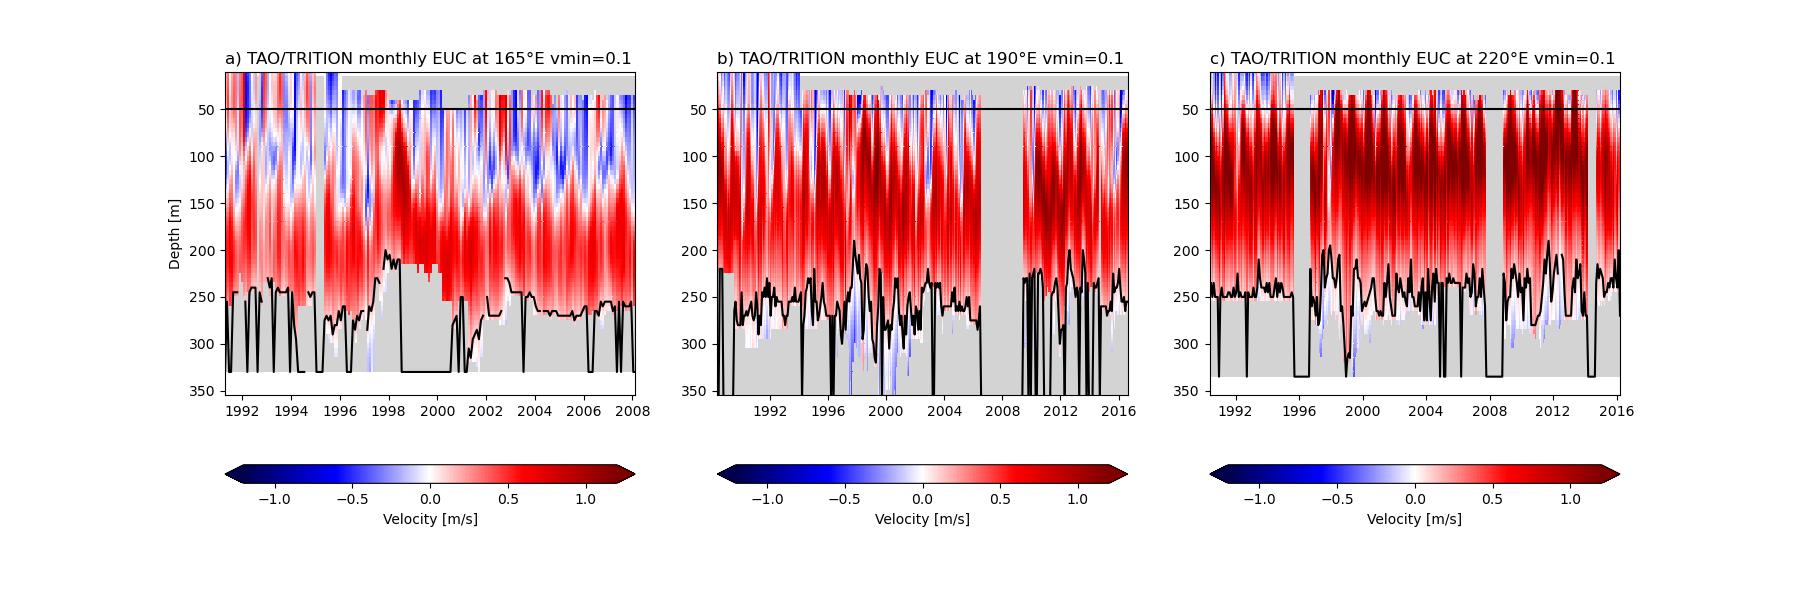 a) TAO/TRITION monthly EUC at 165°E vmin=0.1
Depth [m]
50
100
150
200
250
300
350
1992 1994 1996 1998 2000 2002 2004 2006 2008
−1.0 −0.5 0.0 0.5 1.0
Velocity [m/s]
b) TAO/TRITION monthly EUC at 190°E vmin=0.1
50
100
150
200
250
300
350
1992 1996 2000 2004 2008 2012 2016
−1.0 −0.5 0.0 0.5 1.0
Velocity [m/s]
c) TAO/TRITION monthly EUC at 220°E vmin=0.1
50
100
150
200
250
300
350
1992 1996 2000 2004 2008 2012 2016
−1.0 −0.5 0.0 0.5 1.0
Velocity [m/s]